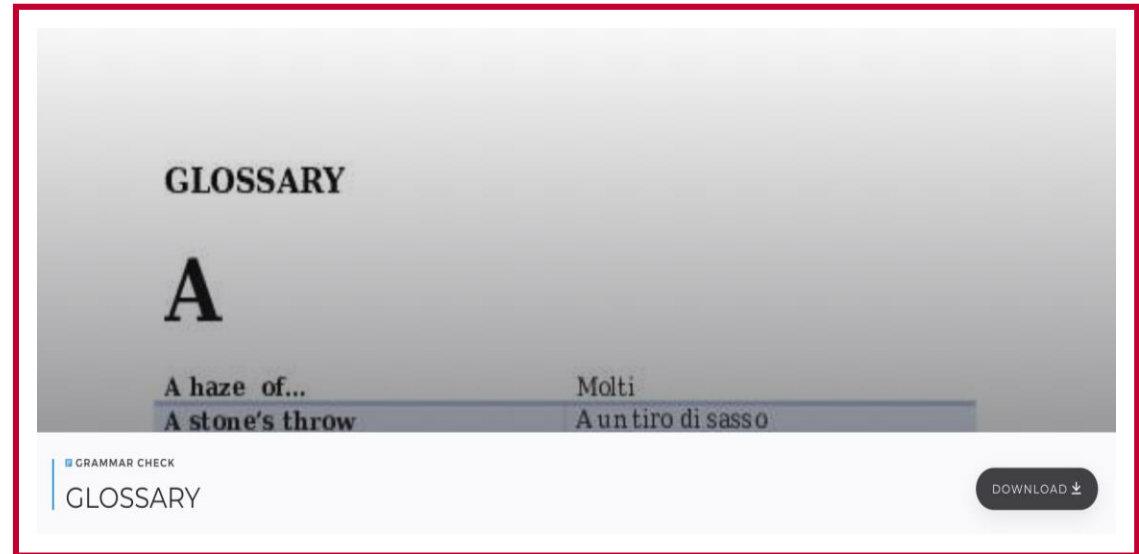 GLOSSARY
A
A haze of... Molti
A stone's throw A un tiro di sasso
GRAMMAR CHECK
GLOSSARY
DOWNLOAD